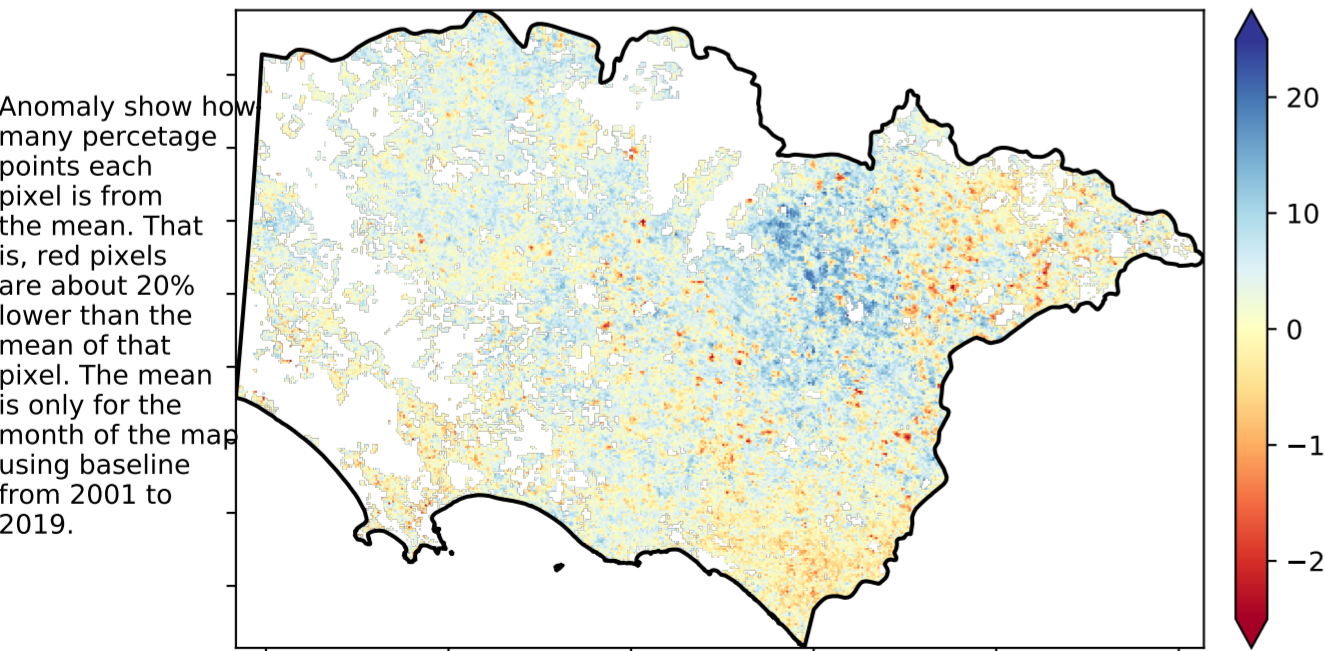 Anomaly show how
many percetage
points each
pixel is from
the mean. That
is, red pixels
are about 20%
lower than the
mean of that
pixel. The mean
is only for the
month of the map
using baseline
from 2001 to
2019.
20
10
0
−1
−2